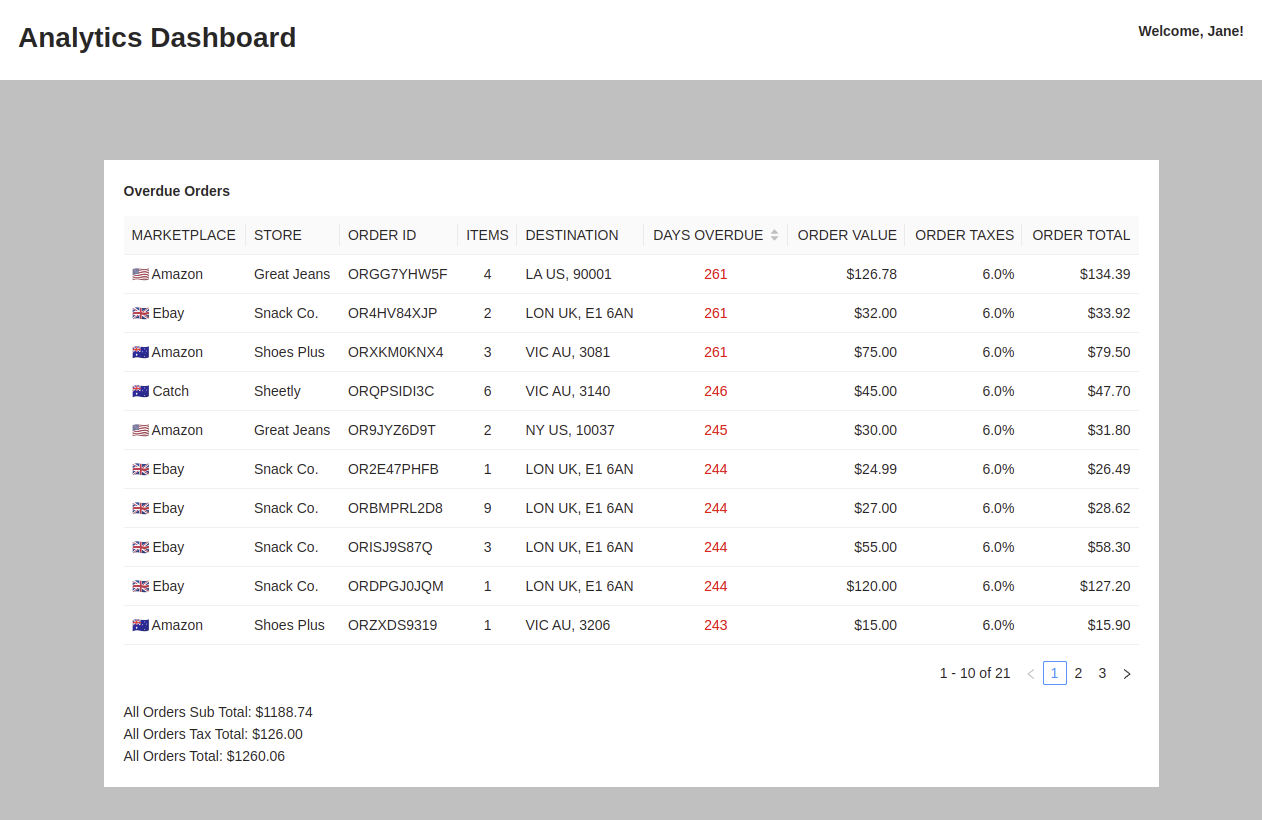 Analytics Dashboard
Welcome, Jane!
Overdue Orders
MARKETPLACE STORE ORDER ID ITEMS DESTINATION DAYS OVERDUE ORDER VALUE ORDER TAXES ORDER TOTAL
Amazon Great Jeans ORGG7YHW5F 4 LA US, 90001 261 $126.78 6.0% $134.39
Ebay Snack Co. OR4HV84XJP 2 LON UK, E1 6AN 261 $32.00 6.0% $33.92
Amazon Shoes Plus ORXKM0KNX4 3 VIC AU, 3081 261 $75.00 6.0% $79.50
Catch Sheetly ORQPSIDI3C 6 VIC AU, 3140 246 $45.00 6.0% $47.70
Amazon Great Jeans OR9JYZ6D9T 2 NY US, 10037 245 $30.00 6.0% $31.80
Ebay Snack Co. OR2E47PHFB 1 LON UK, E1 6AN 244 $24.99 6.0% $26.49
Ebay Snack Co. ORBMPRL2D8 9 LON UK, E1 6AN 244 $27.00 6.0% $28.62
Ebay Snack Co. ORISJ9S87Q 3 LON UK, E1 6AN 244 $55.00 6.0% $58.30
Ebay Snack Co. ORDPGJ0JQM 1 LON UK, E1 6AN 244 $120.00 6.0% $127.20
Amazon Shoes Plus ORZXDS9319 1 VIC AU, 3206 243 $15.00 6.0% $15.90
1 - 10 of 21 < 1 2 3 >
All Orders Sub Total: $1188.74
All Orders Tax Total: $126.00
All Orders Total: $1260.06